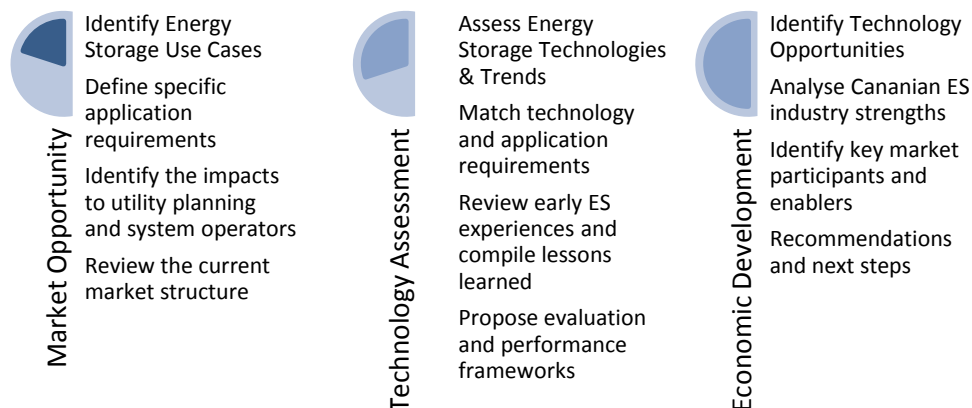 Market Opportunity
Identify Energy
Storage Use Cases
Define specific
application
requirements
Identify the impacts
to utility planning
and system operators
Review the current
market structure
Technology Assessment
Assess Energy
Storage Technologies
& Trends
Match technology
and application
requirements
Review early ES
experiences and
compile lessons
learned
Propose evaluation
and performance
frameworks
Economic Development
Identify Technology
Opportunities
Analyse Cananian ES
industry strengths
Identify key market
participants and
enablers
Recommendations
and next steps